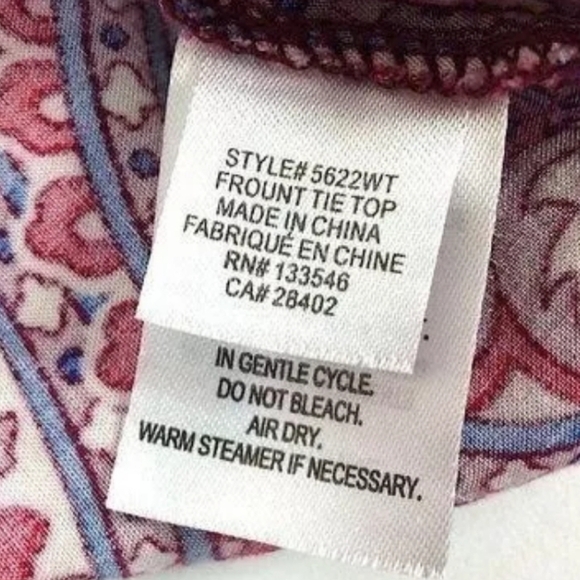 STYLE# 5622WT
FROUNT TIE TOP
MADE IN CHINA
FABRIQUÉ EN CHINE
RN# 133546
CA# 28402
IN GENTLE CYCLE.
DO NOT BLEACH.
AIR DRY.
WARM STEAMER IF NECESSARY.